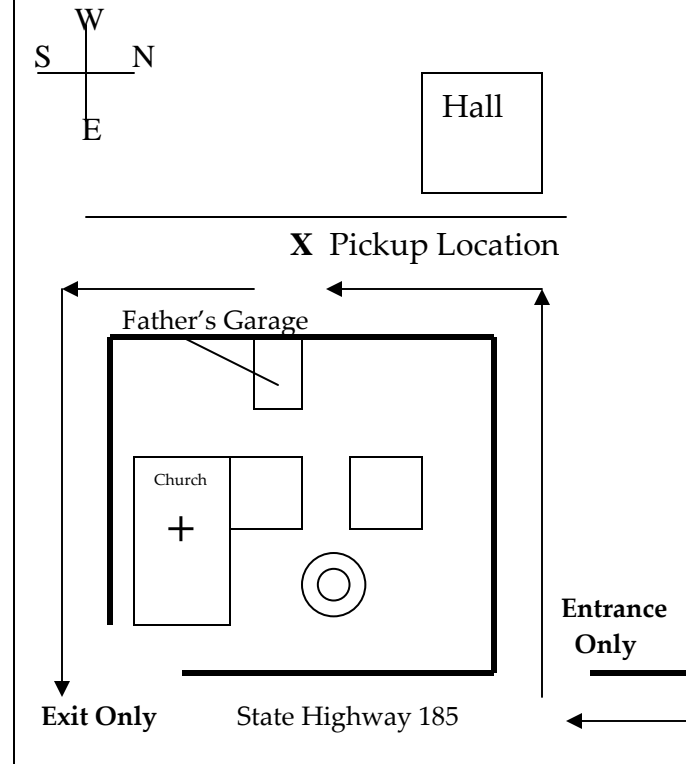 W
S N
E
Hall
X Pickup Location
Father's Garage
Church
Entrance
Only
Exit Only
State Highway 185